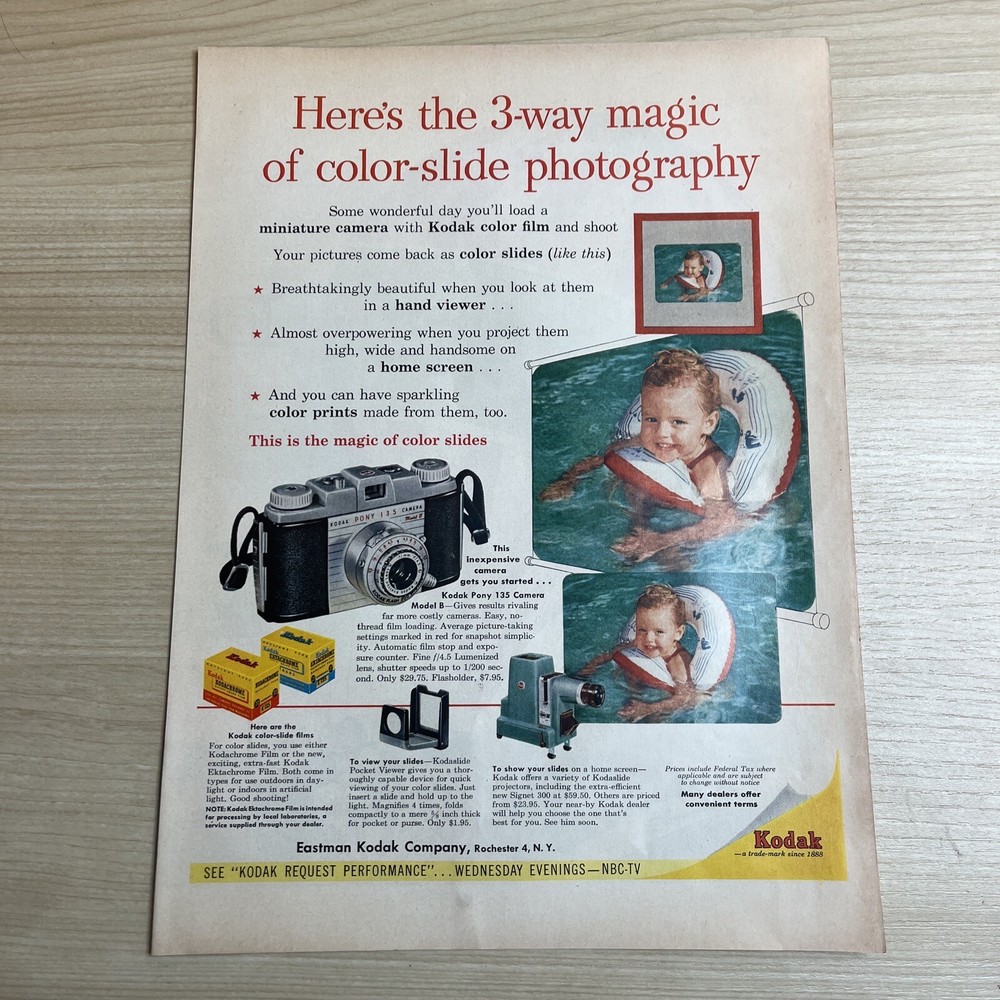 Here's the 3-way magic
of color-slide photography
Some wonderful day you'll load a
miniature camera with Kodak color film and shoot
Your pictures come back as color slides (like this)
★ Breathtakingly beautiful when you look at them
in a hand viewer . . .
★ Almost overpowering when you project them
high, wide and handsome on
a home screen . . .
★ And you can have sparkling
color prints made from them, too.
This is the magic of color slides
KODAK PONY 135 CAMERA
Model B
This
inexpensive
camera
gets you started . . .
Kodak Pony 135 Camera
Model B—Gives results rivaling
far more costly cameras. Easy, no-
thread film loading. Average picture-taking
settings marked in red for snapshot simplic-
ity. Automatic film stop and expo-
sure counter. Fine f/4.5 Lumenized
lens, shutter speeds up to 1/200 sec-
ond. Only $29.75. Flasholder, $7.95.
Kodak
Kodak
EKTACHROME
Kodak
Kodak
KODACHROME
Here are the
Kodak color-slide films
For color slides, you use either
Kodachrome Film or the new,
exciting, extra-fast Kodak
Ektachrome Film. Both come in
types for use outdoors in day-
light or indoors in artificial
light. Good shooting!
NOTE: Kodak Ektachrome Film is intended
for processing by local laboratories, a
service supplied through your dealer.
To view your slides—Kodaslide
Pocket Viewer gives you a thor-
oughly capable device for quick
viewing of your color slides. Just
insert a slide and hold up to the
light. Magnifies 4 times, folds
compactly to a mere ⅝ inch thick
for pocket or purse. Only $1.95.
To show your slides on a home screen—
Kodak offers a variety of Kodaslide
projectors, including the extra-efficient
new Signet 300 at $59.50. Others are priced
from $23.95. Your near-by Kodak dealer
will help you choose the one that's
best for you. See him soon.
Prices include Federal Tax where
applicable and are subject
to change without notice
Many dealers offer
convenient terms
Eastman Kodak Company, Rochester 4, N. Y.
Kodak
—a trade-mark since 1888
SEE "KODAK REQUEST PERFORMANCE"... WEDNESDAY EVENINGS—NBC-TV